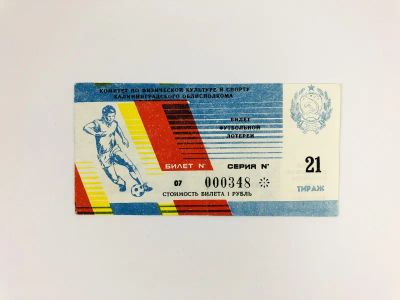 КОМИТЕТ ПО ФИЗИЧЕСКОЙ КУЛЬТУРЕ И СПОРТУ
КАЛИНИНГРАДСКОГО ОБЛИСПОЛКОМА
БИЛЕТ
ФУТБОЛЬНОЙ
ЛОТЕРЕИ
БИЛЕТ № СЕРИЯ №
07 000348
СТОИМОСТЬ БИЛЕТА 1 РУБЛЬ
21
ТИРАЖ